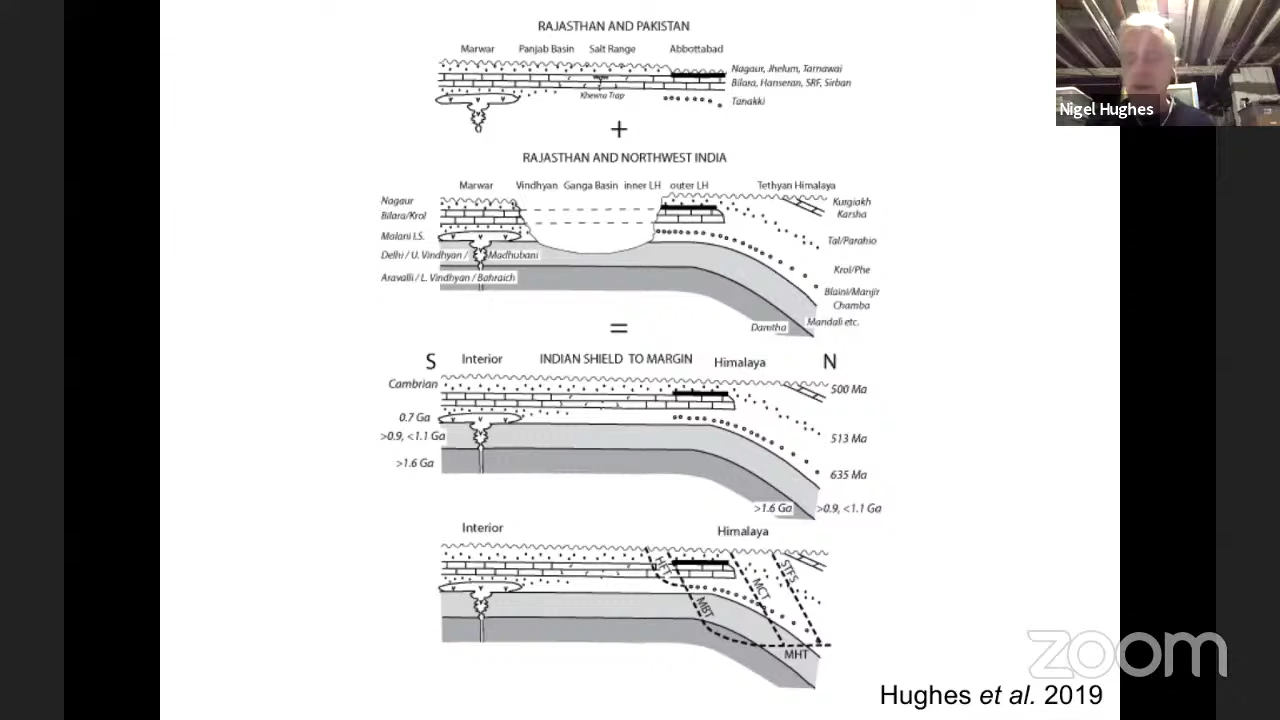 RAJASTHAN AND PAKISTAN
Marwar Panjab Basin Salt Range Abbottabad
Nagaur, Jhelum, Tarnawai
Bilara, Hanseran, SRF, Sirban
Khewra Trap
Tanakki
+
RAJASTHAN AND NORTHWEST INDIA
Marwar Vindhyan Ganga Basin inner LH outer LH Tethyan Himalaya
Nagaur
Kurgiakh
Bilara/Krol
Karsha
Malani I.S.
Tal/Parahio
Delhi / U. Vindhyan / Madhubani
Krol/Phe
Aravalli / L. Vindhyan / Bahraich
Blaini/Manjir
Chamba
Damtha
Mandali etc.
=
S Interior INDIAN SHIELD TO MARGIN Himalaya N
Cambrian
500 Ma
0.7 Ga
>0.9, <1.1 Ga
513 Ma
>1.6 Ga
635 Ma
>1.6 Ga
>0.9, <1.1 Ga
Interior Himalaya
HFT
MBT
MCT
STFS
MHT
Hughes et al. 2019
Nigel Hughes
zoom